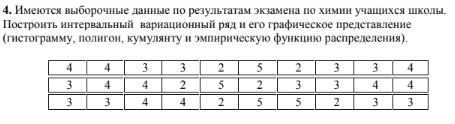 4. Имеются выборочные данные по результатам экзамена по химии учащихся школы.
Построить интервальный вариационный ряд и его графическое представление
(гистограмму, полигон, кумулянту и эмпирическую функцию распределения).
4 4 3 3 2 5 2 3 3 4
3 4 4 2 5 2 3 3 4 4
3 3 4 4 2 5 5 2 3 3